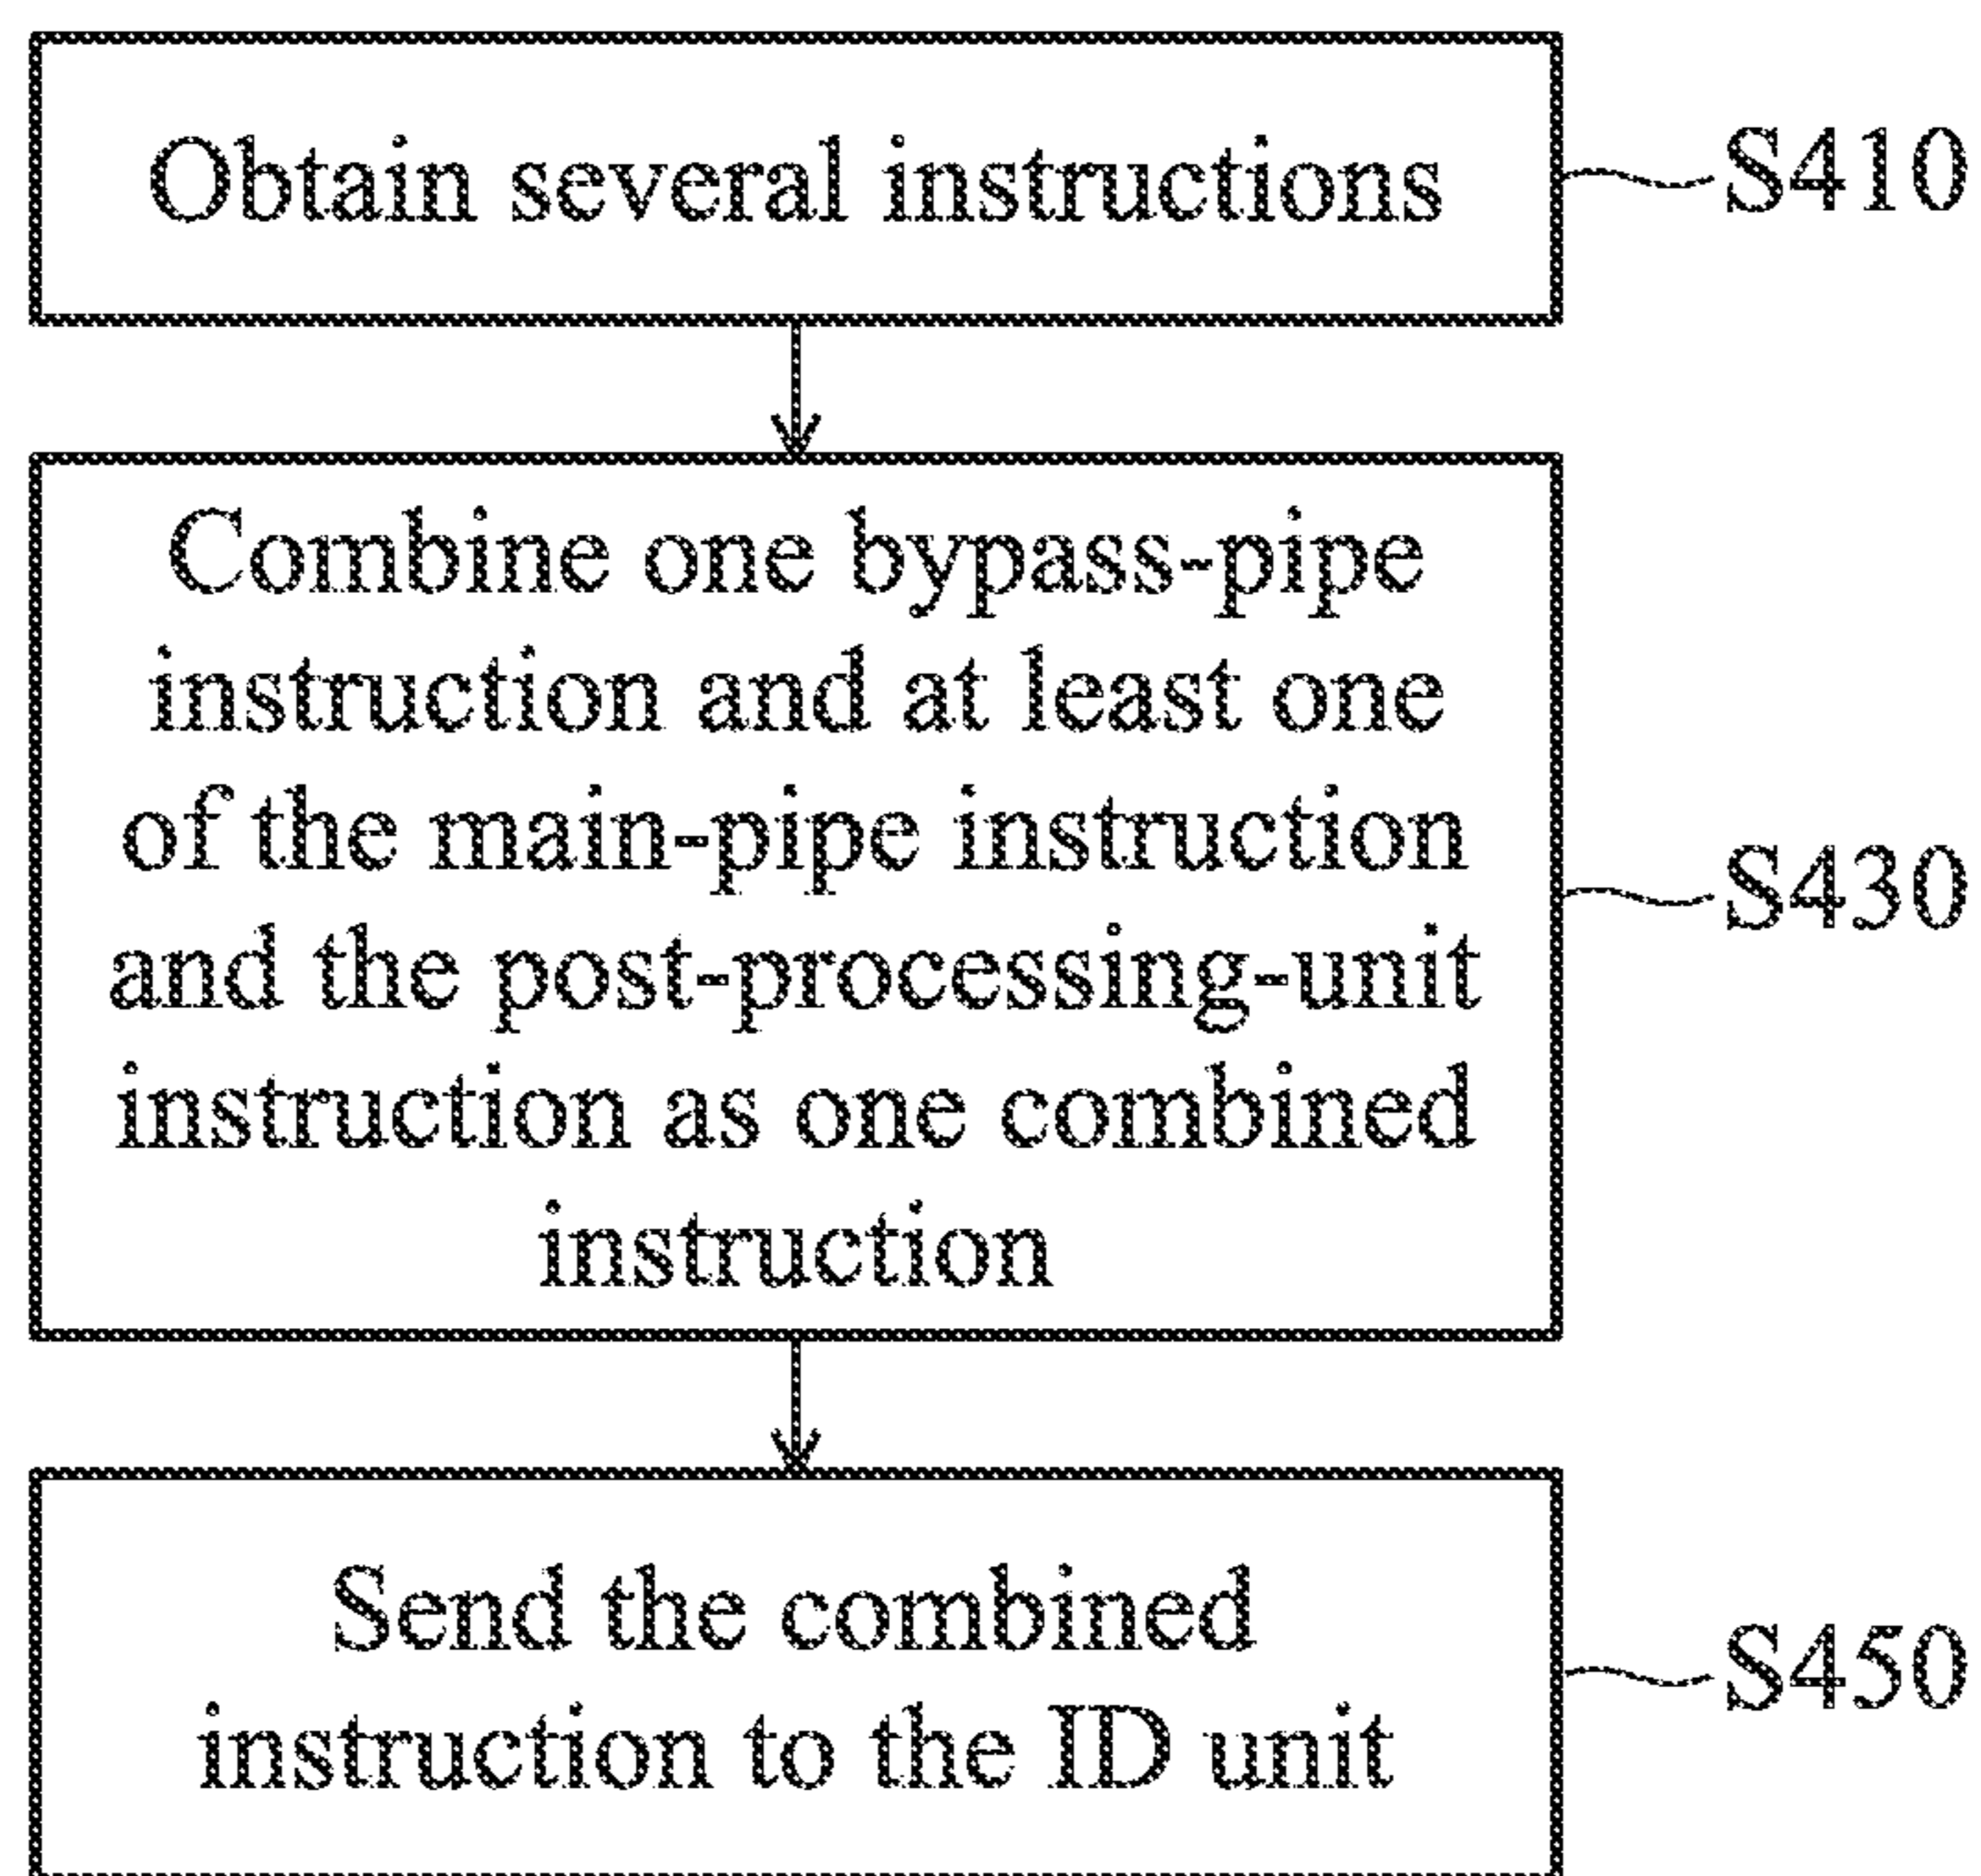 Obtain several instructions
S410
Combine one bypass-pipe
instruction and at least one
of the main-pipe instruction
and the post-processing-unit
instruction as one combined
instruction
S430
Send the combined
instruction to the ID unit
S450